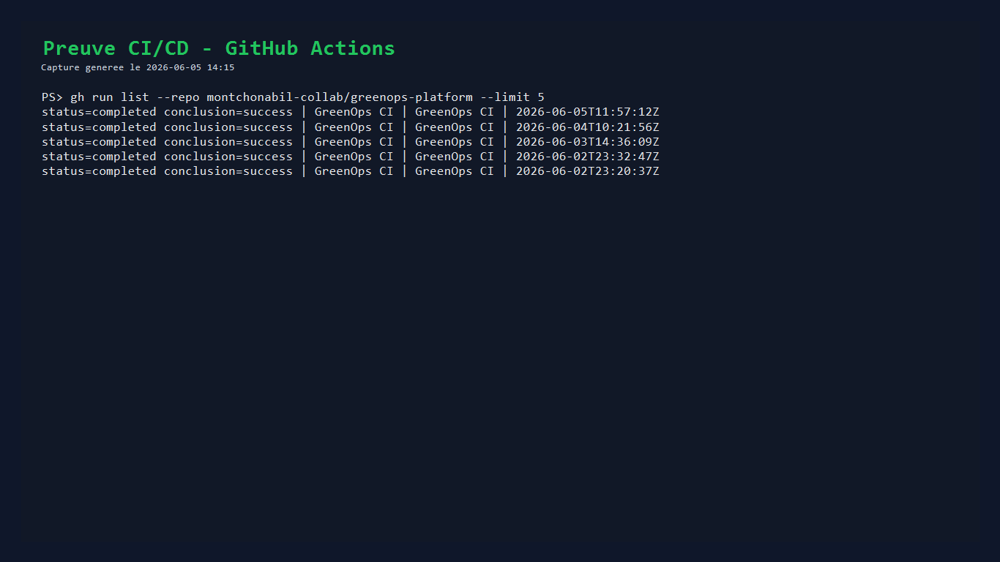 Preuve CI/CD - GitHub Actions
Capture generee le 2026-06-05 14:15
PS> gh run list --repo montchonabil-collab/greenops-platform --limit 5
status=completed conclusion=success | GreenOps CI | GreenOps CI | 2026-06-05T11:57:12Z
status=completed conclusion=success | GreenOps CI | GreenOps CI | 2026-06-04T10:21:56Z
status=completed conclusion=success | GreenOps CI | GreenOps CI | 2026-06-03T14:36:09Z
status=completed conclusion=success | GreenOps CI | GreenOps CI | 2026-06-02T23:32:47Z
status=completed conclusion=success | GreenOps CI | GreenOps CI | 2026-06-02T23:20:37Z